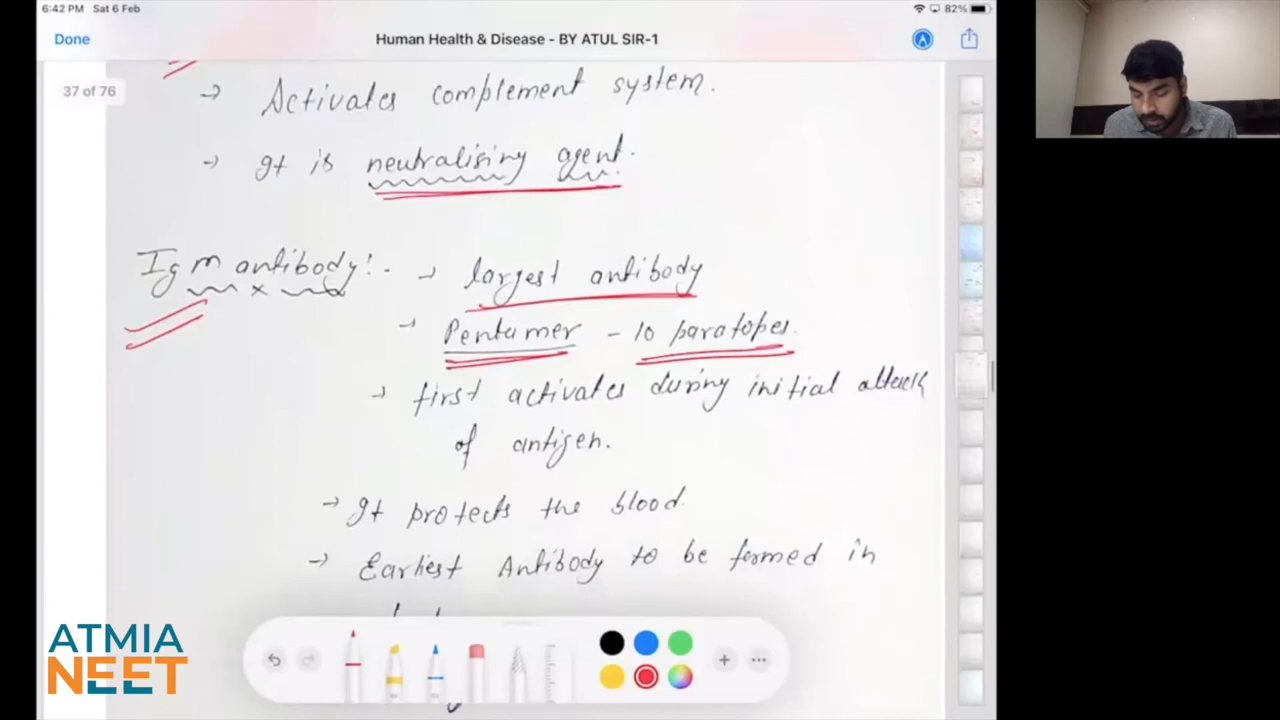 6:42 PM Sat 6 Feb
82%
Done
Human Health & Disease - BY ATUL SIR-1
37 of 76
→ Activates complement system.
→ It is neutralising agent.
Ig m antibody! -
→ largest antibody
→ Pentamer - 10 paratopes.
→ first activates during initial attack
of antigen.
→ It protects the blood.
→ Earliest Antibody to be formed in
ATMIA
NEET